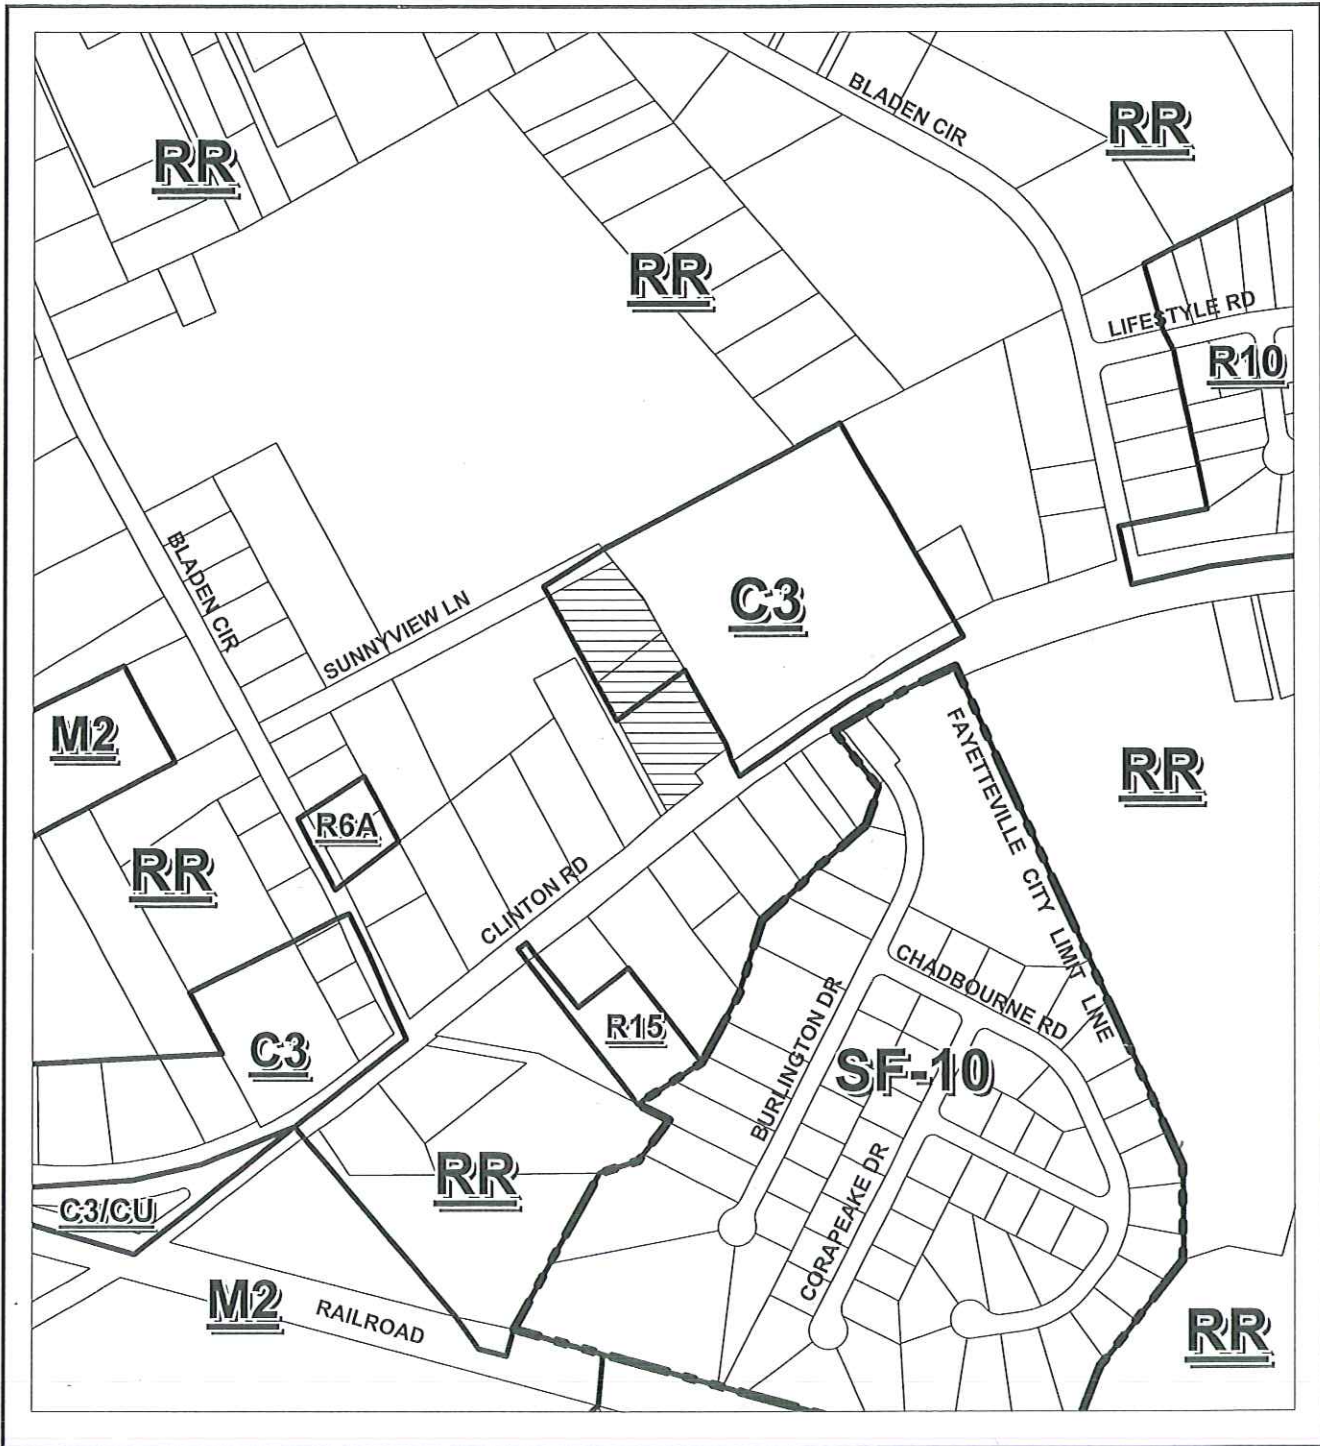 BLADEN CIR
RR
RR
RR
LIFESTYLE RD
R10
BLADEN CIR
C3
SUNNYVIEW LN
M2
FAYETTEVILLE CITY LIMIT LINE
RR
R6A
RR
CLINTON RD
CHADBOURNE RD
R15
BURLINGTON DR
C3
SF-10
RR
CORAPEAKE DR
C3/CU
M2
RAILROAD
RR